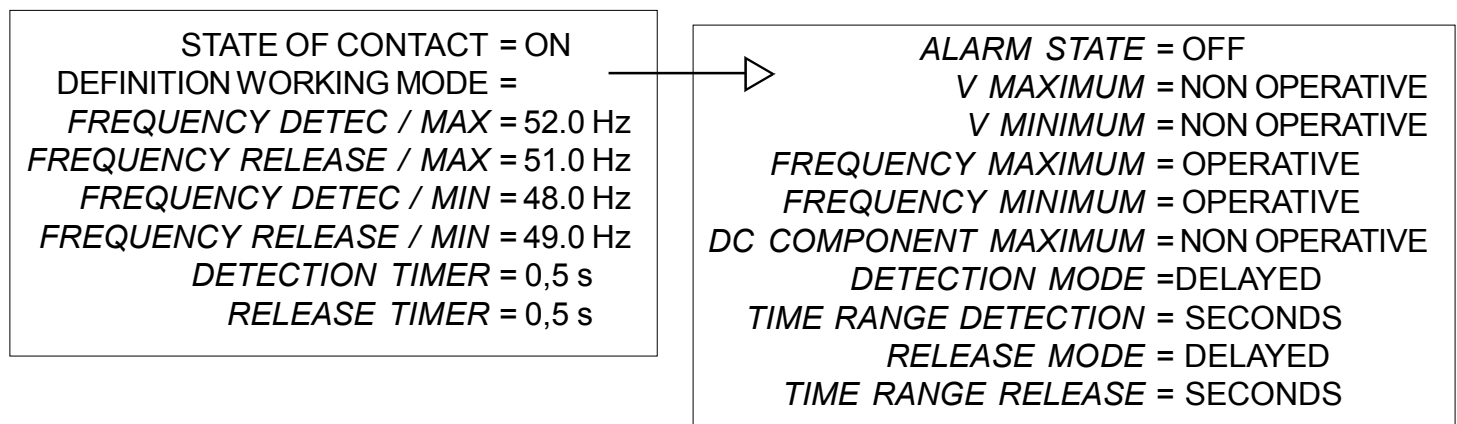 STATE OF CONTACT = ON
DEFINITION WORKING MODE =
FREQUENCY DETEC / MAX = 52.0 Hz
FREQUENCY RELEASE / MAX = 51.0 Hz
FREQUENCY DETEC / MIN = 48.0 Hz
FREQUENCY RELEASE / MIN = 49.0 Hz
DETECTION TIMER = 0,5 s
RELEASE TIMER = 0,5 s
ALARM STATE = OFF
V MAXIMUM = NON OPERATIVE
V MINIMUM = NON OPERATIVE
FREQUENCY MAXIMUM = OPERATIVE
FREQUENCY MINIMUM = OPERATIVE
DC COMPONENT MAXIMUM = NON OPERATIVE
DETECTION MODE =DELAYED
TIME RANGE DETECTION = SECONDS
RELEASE MODE = DELAYED
TIME RANGE RELEASE = SECONDS